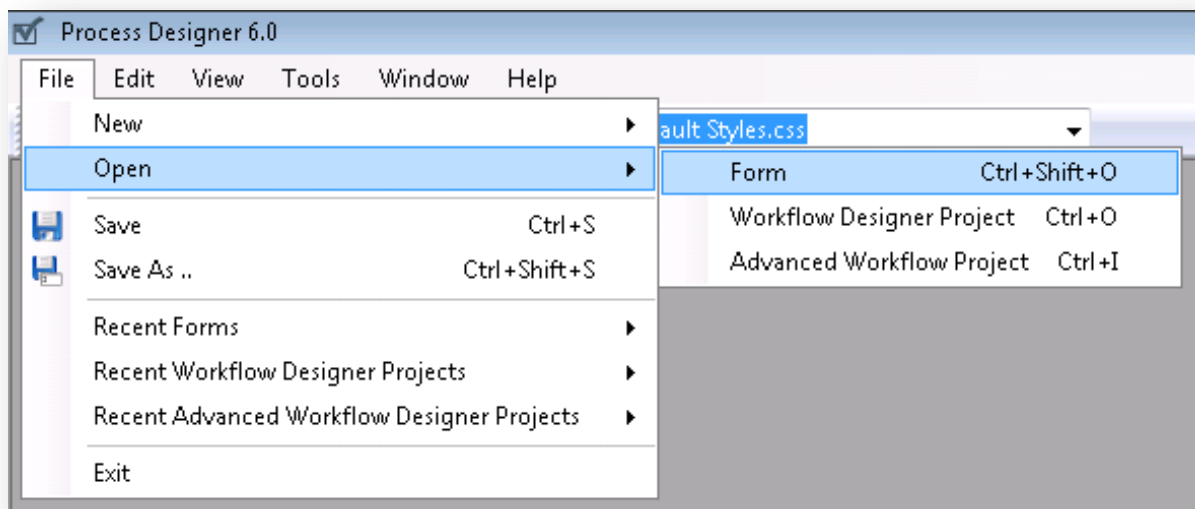 Process Designer 6.0
File Edit View Tools Window Help
New
ault Styles.css
Open
Form Ctrl+Shift+O
Save Ctrl+S
Workflow Designer Project Ctrl+O
Save As .. Ctrl+Shift+S
Advanced Workflow Project Ctrl+I
Recent Forms
Recent Workflow Designer Projects
Recent Advanced Workflow Designer Projects
Exit